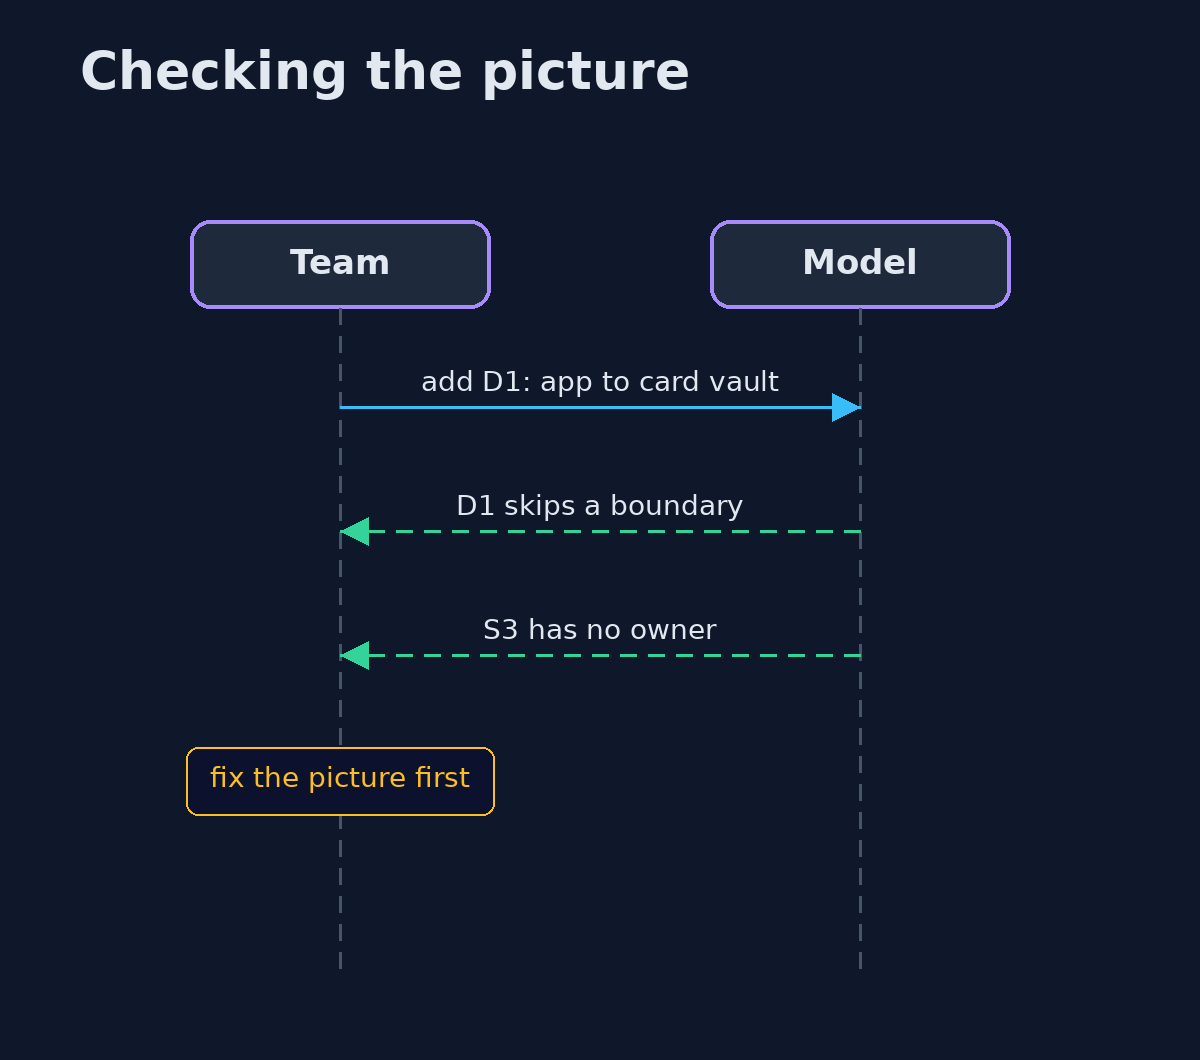 Checking the picture
Team
Model
add D1: app to card vault
D1 skips a boundary
S3 has no owner
fix the picture first